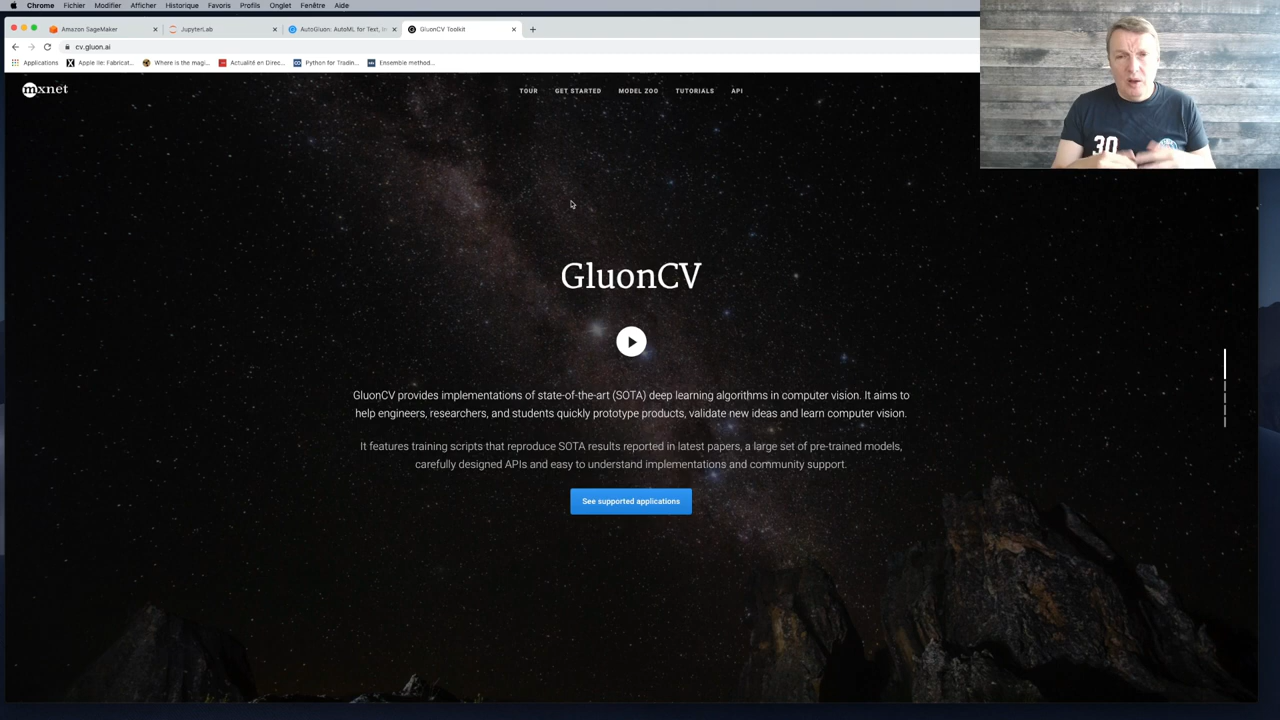 Chrome Fichier Modifier Afficher Historique Favoris Profils Onglet Fenêtre Aide
Amazon SageMaker
JupyterLab
AutoGluon: AutoML for Text, Im
GluonCV Toolkit
cv.gluon.ai
Applications
Apple IIe: Fabricat...
Where is the magi...
Actualité en Direc...
Python for Tradin...
Ensemble method...
mxnet
TOUR GET STARTED MODEL ZOO TUTORIALS API
30
GluonCV
GluonCV provides implementations of state-of-the-art (SOTA) deep learning algorithms in computer vision. It aims to
help engineers, researchers, and students quickly prototype products, validate new ideas and learn computer vision.
It features training scripts that reproduce SOTA results reported in latest papers, a large set of pre-trained models,
carefully designed APIs and easy to understand implementations and community support.
See supported applications